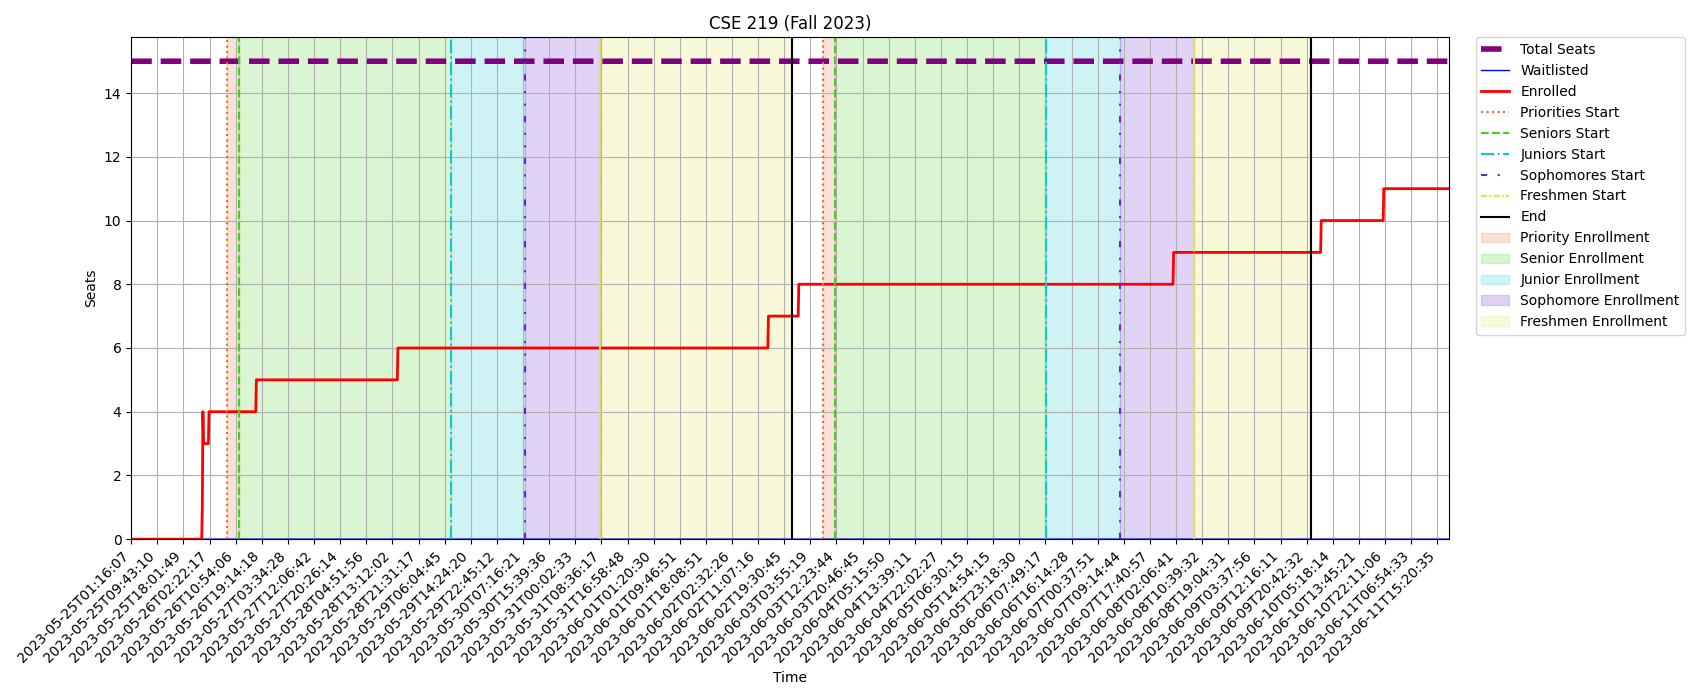 CSE 219 (Fall 2023)
Seats
14
12
10
8
6
4
2
0
2023-05-25T01:16:07
2023-05-25T09:43:10
2023-05-25T18:01:49
2023-05-26T02:22:17
2023-05-26T10:54:06
2023-05-26T19:14:18
2023-05-27T03:34:28
2023-05-27T12:06:42
2023-05-27T20:26:14
2023-05-28T04:51:56
2023-05-28T13:12:02
2023-05-28T21:31:17
2023-05-29T06:04:45
2023-05-29T14:24:20
2023-05-29T22:45:12
2023-05-30T07:16:21
2023-05-30T15:39:36
2023-05-31T00:02:33
2023-05-31T08:36:17
2023-05-31T16:58:48
2023-06-01T01:20:30
2023-06-01T09:46:51
2023-06-01T18:08:51
2023-06-02T02:32:26
2023-06-02T11:07:16
2023-06-02T19:30:45
2023-06-03T03:55:19
2023-06-03T12:23:44
2023-06-03T20:46:45
2023-06-04T05:15:50
2023-06-04T13:39:11
2023-06-04T22:02:27
2023-06-05T06:30:15
2023-06-05T14:54:15
2023-06-05T23:18:30
2023-06-06T07:49:17
2023-06-06T16:14:28
2023-06-07T00:37:51
2023-06-07T09:14:44
2023-06-07T17:40:57
2023-06-08T02:06:41
2023-06-08T10:39:32
2023-06-08T19:04:31
2023-06-09T03:37:56
2023-06-09T12:16:11
2023-06-09T20:42:32
2023-06-10T05:18:14
2023-06-10T13:45:21
2023-06-10T22:11:06
2023-06-11T06:54:33
2023-06-11T15:20:35
Time
Total Seats
Waitlisted
Enrolled
Priorities Start
Seniors Start
Juniors Start
Sophomores Start
Freshmen Start
End
Priority Enrollment
Senior Enrollment
Junior Enrollment
Sophomore Enrollment
Freshmen Enrollment